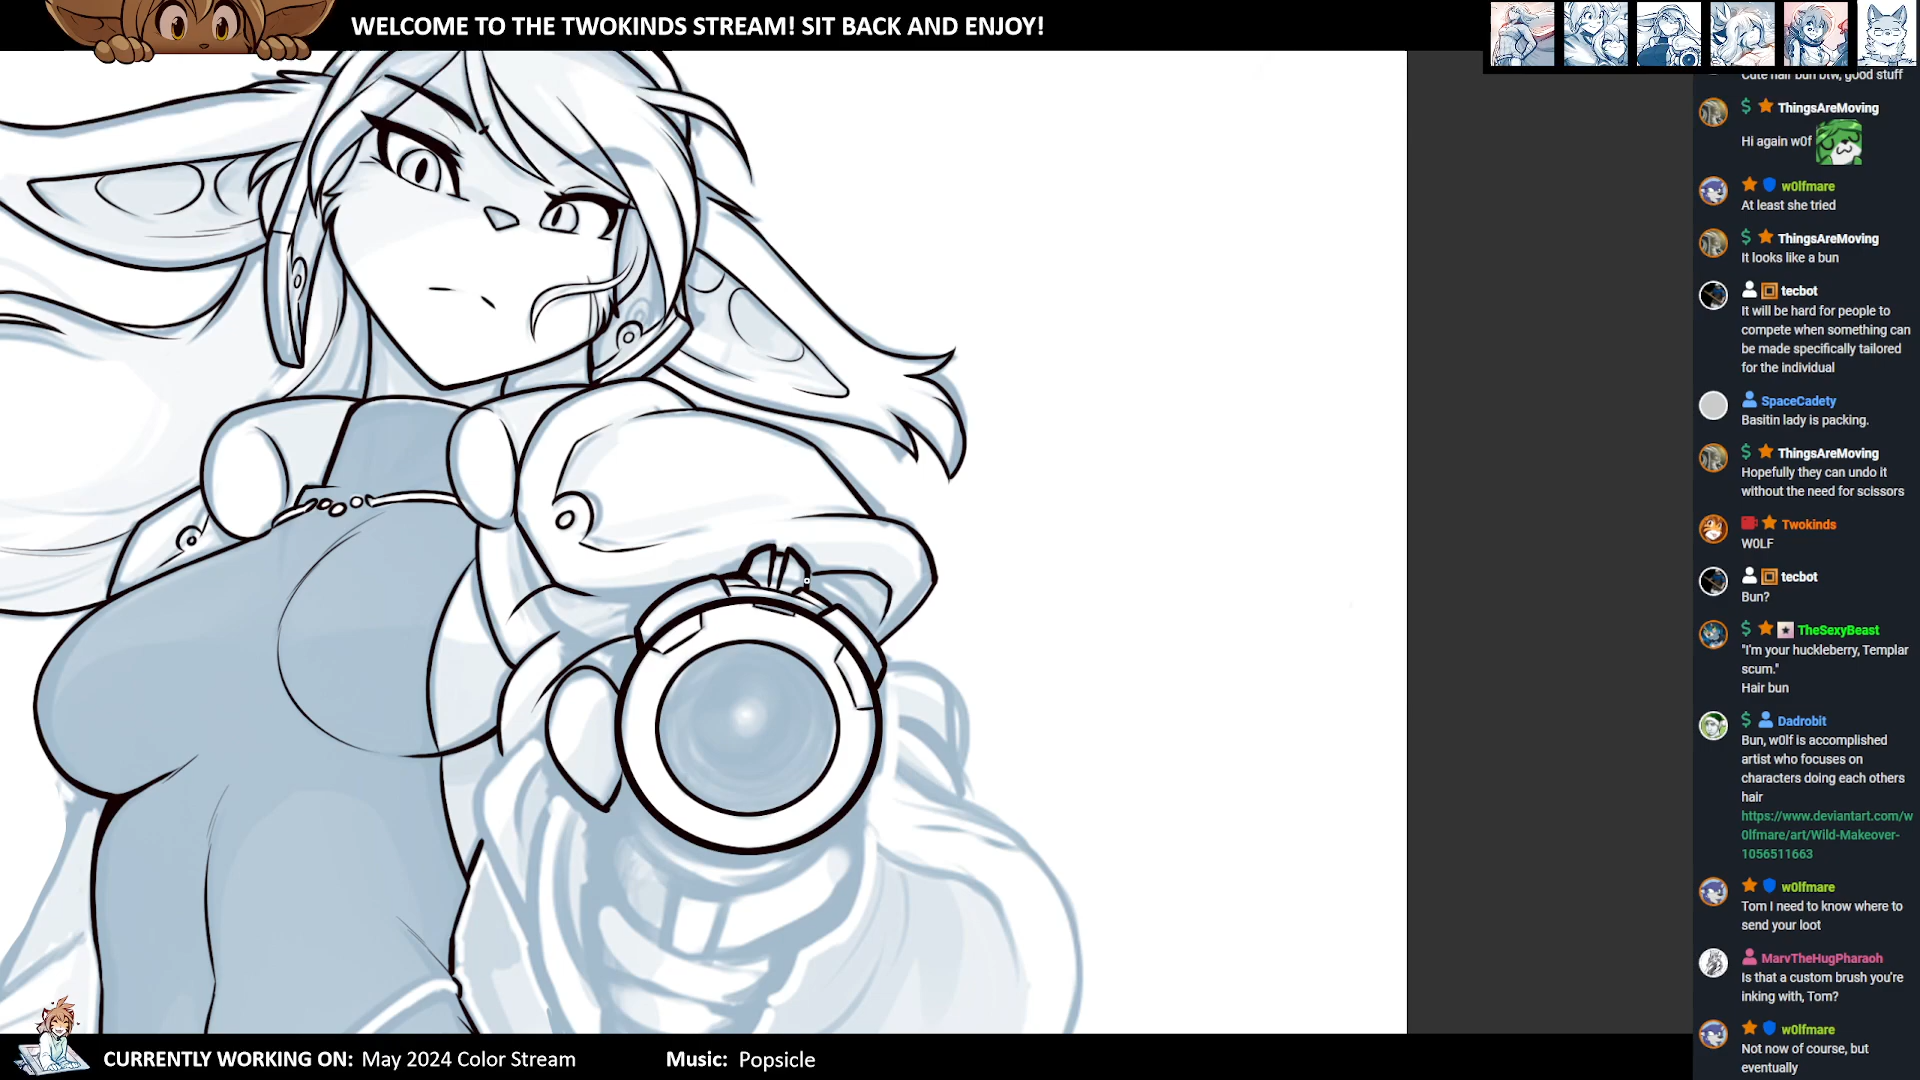 WELCOME TO THE TWOKINDS STREAM! SIT BACK AND ENJOY!
Cute hair bun btw, good stuff
ThingsAreMoving
Hi again w0f
w0lfmare
At least she tried
ThingsAreMoving
It looks like a bun
tecbot
It will be hard for people to
compete when something can
be made specifically tailored
for the individual
SpaceCadety
Basitin lady is packing.
ThingsAreMoving
Hopefully they can undo it
without the need for scissors
Twokinds
W0LF
tecbot
Bun?
TheSexyBeast
"I'm your huckleberry, Templar
scum."
Hair bun
Dadrobit
Bun, w0lf is accomplished
artist who focuses on
characters doing each others
hair
https://www.deviantart.com/w
0lfmare/art/Wild-Makeover-
1056511663
w0lfmare
Tom I need to know where to
send your loot
MarvTheHugPharaoh
Is that a custom brush you're
inking with, Tom?
w0lfmare
Not now of course, but
eventually
CURRENTLY WORKING ON: May 2024 Color Stream
Music: Popsicle